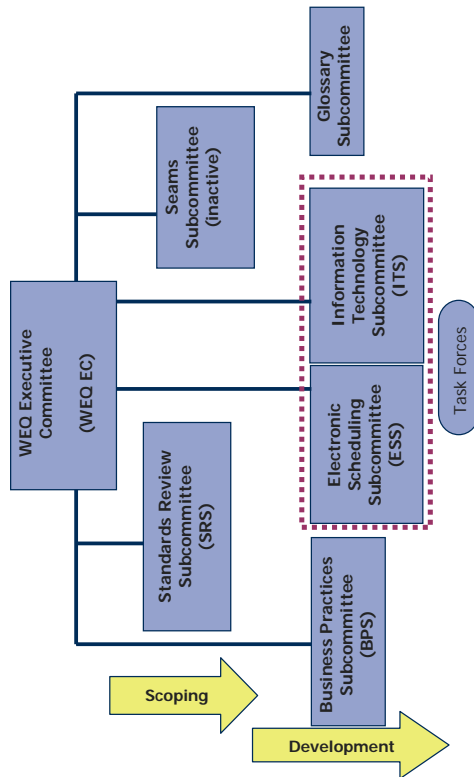 WEQ Executive
Committee
(WEQ EC)
Standards Review
Subcommittee
(SRS)
Seams
Subcommittee
(inactive)
Scoping
Business Practices
Subcommittee
(BPS)
Electronic
Scheduling
Subcommittee
(ESS)
Information
Technology
Subcommittee
(ITS)
Glossary
Subcommittee
Development
Task Forces